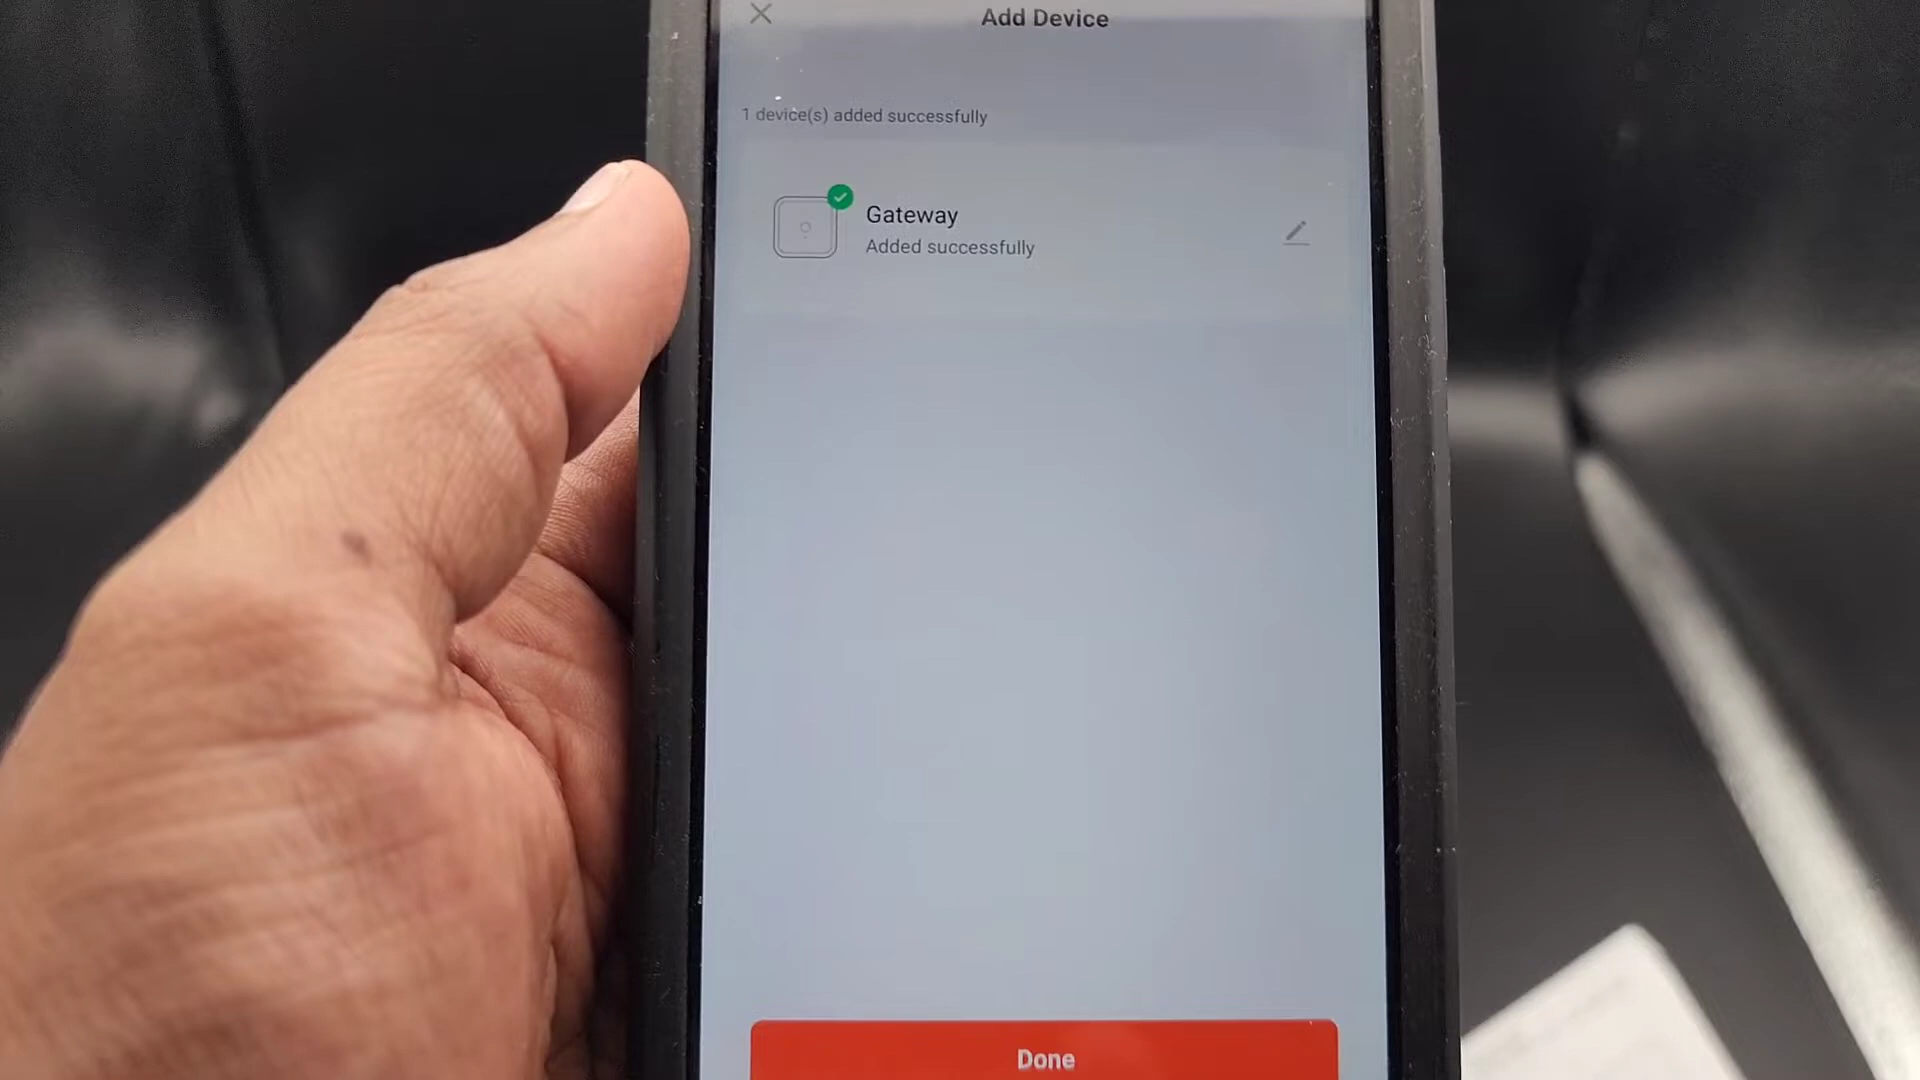 Add Device
1 device(s) added successfully
Gateway
Added successfully
Done